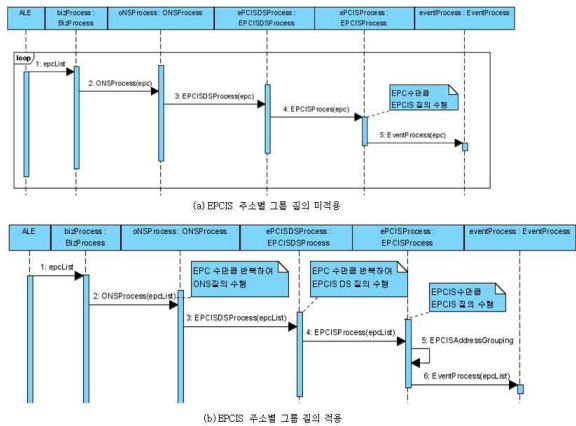 ALE
bizProcess :
BizProcess
oNSProcess : ONSProcess
ePCISDSProcess :
EPCISDSProcess
ePCISProcess :
EPCISProcess
eventProcess : EventProcess
loop
1: epcList
2: ONSProcess(epc)
3: EPCISDSProcess(epc)
4: EPCISProces(epc)
EPC수만큼
EPCIS 질의 수행
5: EventProcess(epc)
(a) EPCIS 주소별 그룹 질의 미적용
ALE
bizProcess :
BizProcess
oNSProcess : ONSProcess
ePCISDSProcess :
EPCISDSProcess
ePCISProcess :
EPCISProcess
eventProcess : EventProcess
1: epcList
EPC 수만큼 반복하여
ONS질의 수행
EPC 수만큼 반복하여
EPCIS DS 질의 수행
EPCIS수만큼
EPCIS 질의 수행
2: ONSProcess(epcList)
3: EPCISDSProcess(epcList)
4: EPCISProcess(epcList)
5: EPCISAddressGrouping
6: EventProcess(epcList)
(b) EPCIS 주소별 그룹 질의 적용